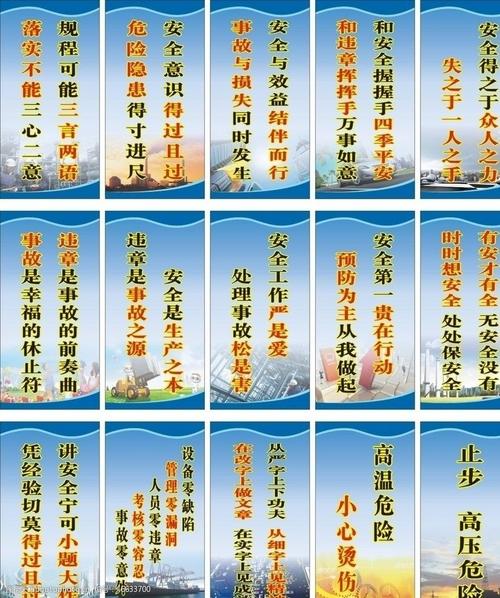 规程可能三言两语
落实不能三心二意
安全意识得过且过
危险隐患得寸进尺
安全与效益结伴而行
事故与损失同时发生
和安全握握手四季平安
和违章挥挥手万事如意
安全得之于众人之力
失之于一人之手
违章是事故的前奏曲
事故是幸福的休止符
安全是生产之本
违章是事故之源
安全工作严是爱
处理事故松是害
安全第一贵在行动
预防为主从我做起
有安才有全 无安全没有
时时想安全 处处保安全
讲安全宁可小题大
凭经验切莫得过且
设备零缺陷
管理零漏洞
人员零违章
考核零容忍
事故零意
从严字上下功夫 从细字上见
在改字上做文章 在实字上见成
高温危险
小心烫伤
止步 高压危险